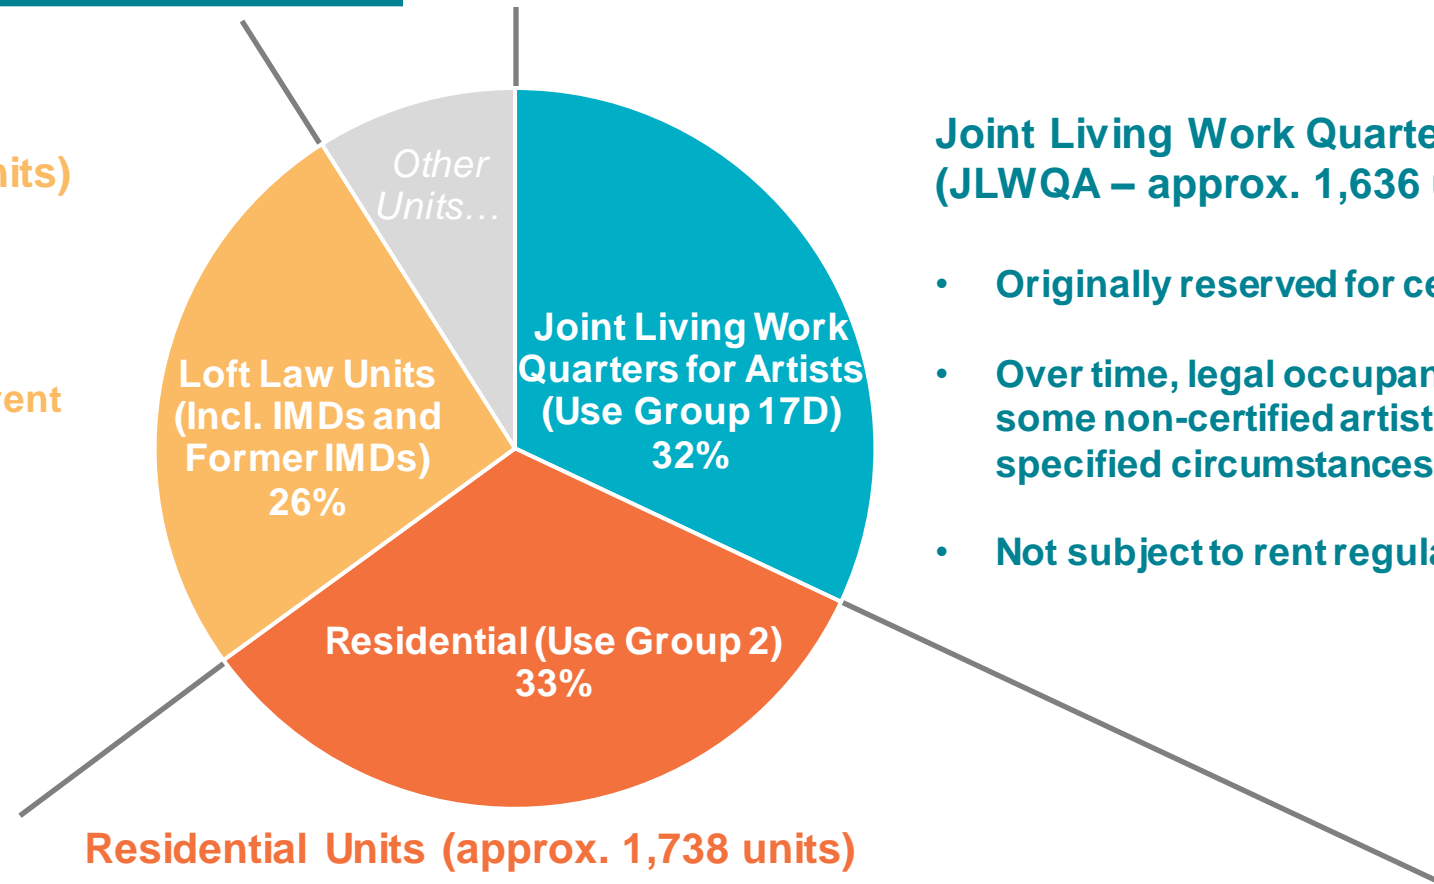 nits)
ent
Other
Units…
Loft Law Units
(Incl. IMDs and
Former IMDs)
26%
Joint Living Work
Quarters for Artists
(Use Group 17D)
32%
Residential (Use Group 2)
33%
Residential Units (approx. 1,738 units)
Joint Living Work Quarte
(JLWQA – approx. 1,636
• Originally reserved for ce
• Over time, legal occupan
some non-certified artist
specified circumstances
• Not subject to rent regula